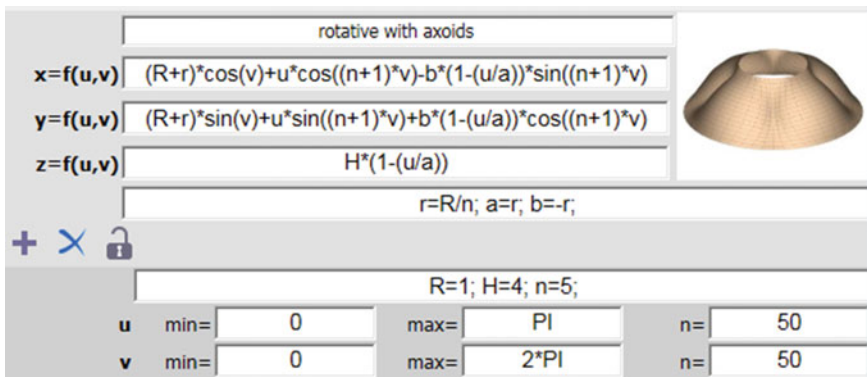 rotative with axoids
x=f(u,v) (R+r)*cos(v)+u*cos((n+1)*v)-b*(1-(u/a))*sin((n+1)*v)
y=f(u,v) (R+r)*sin(v)+u*sin((n+1)*v)+b*(1-(u/a))*cos((n+1)*v)
z=f(u,v) H*(1-(u/a))
r=R/n; a=r; b=-r;
R=1; H=4; n=5;
u min= 0 max= PI n= 50
v min= 0 max= 2*PI n= 50